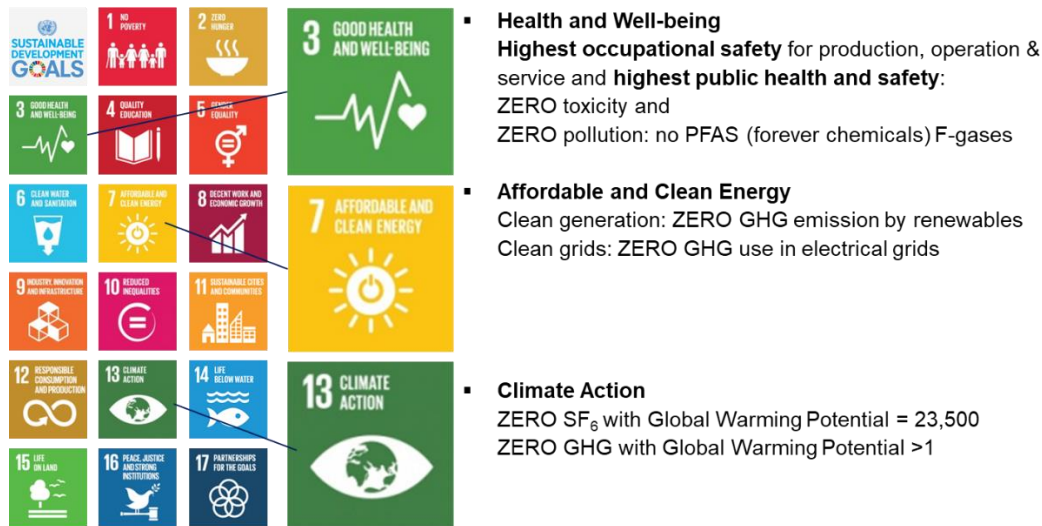 SUSTAINABLE
DEVELOPMENT
GOALS
1 NO
POVERTY
2 ZERO
HUNGER
3 GOOD HEALTH
AND WELL-BEING
4 QUALITY
EDUCATION
5 GENDER
EQUALITY
6 CLEAN WATER
AND SANITATION
7 AFFORDABLE AND
CLEAN ENERGY
8 DECENT WORK AND
ECONOMIC GROWTH
9 INDUSTRY, INNOVATION
AND INFRASTRUCTURE
10 REDUCED
INEQUALITIES
11 SUSTAINABLE CITIES
AND COMMUNITIES
12 RESPONSIBLE
CONSUMPTION
AND PRODUCTION
13 CLIMATE
ACTION
14 LIFE
BELOW WATER
15 LIFE
ON LAND
16 PEACE, JUSTICE
AND STRONG
INSTITUTIONS
17 PARTNERSHIPS
FOR THE GOALS
3 GOOD HEALTH
AND WELL-BEING
▪ Health and Well-being
Highest occupational safety for production, operation &
service and highest public health and safety:
ZERO toxicity and
ZERO pollution: no PFAS (forever chemicals) F-gases
7 AFFORDABLE AND
CLEAN ENERGY
▪ Affordable and Clean Energy
Clean generation: ZERO GHG emission by renewables
Clean grids: ZERO GHG use in electrical grids
13 CLIMATE
ACTION
▪ Climate Action
ZERO SF₆ with Global Warming Potential = 23,500
ZERO GHG with Global Warming Potential >1